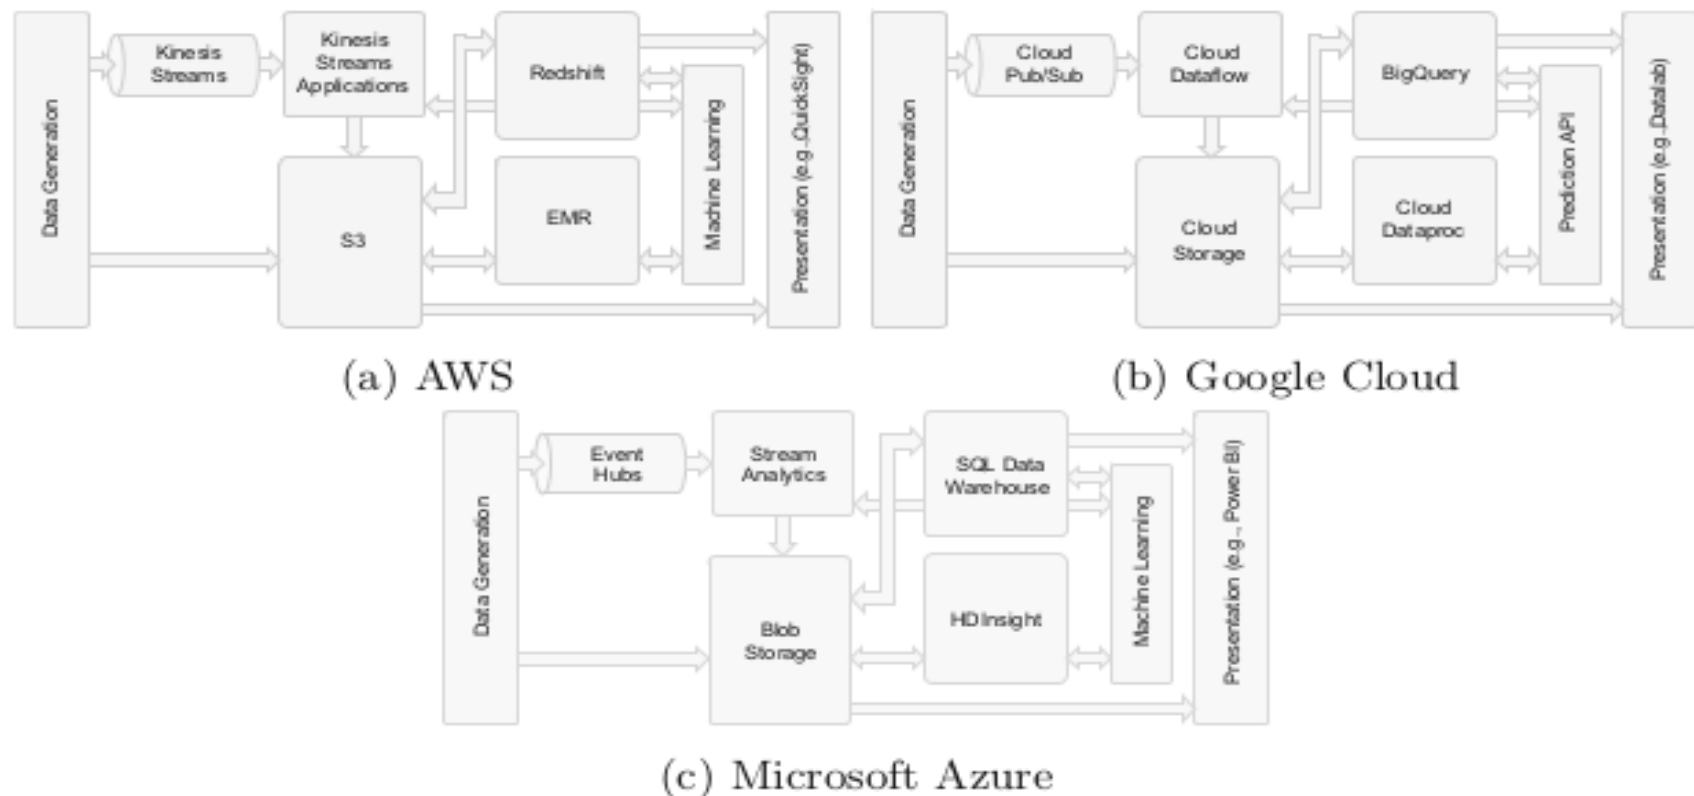 Data Generation
Kinesis
Streams
Kinesis
Streams
Applications
Redshift
S3
EMR
Machine Learning
Presentation (e.g.,QuickSight)
(a) AWS
Data Generation
Cloud
Pub/Sub
Cloud
Dataflow
BigQuery
Cloud
Storage
Cloud
Dataproc
Prediction API
Presentation (e.g.,Datalab)
(b) Google Cloud
Data Generation
Event
Hubs
Stream
Analytics
SQL Data
Warehouse
Blob
Storage
HDInsight
Machine Learning
Presentation (e.g., Power BI)
(c) Microsoft Azure